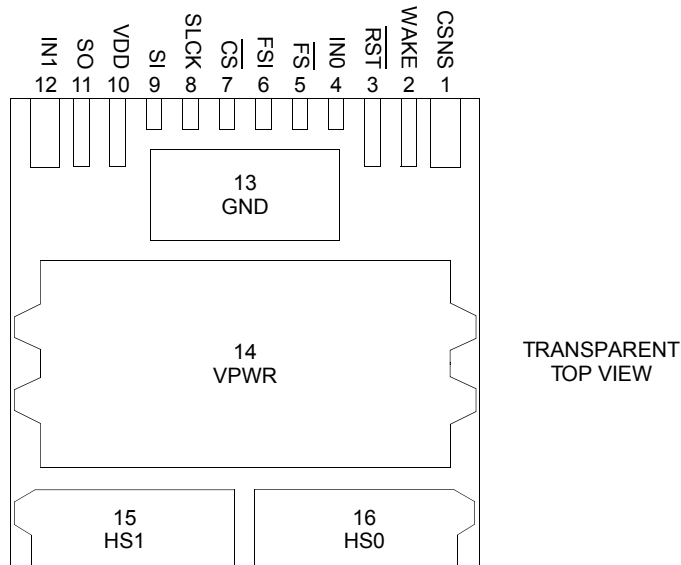 IN1
SO
VDD
SI
SLCK
CS
FSI
FS
IN0
RST
WAKE
CSNS
12 11 10 9 8 7 6 5 4 3 2 1
13
GND
14
VPWR
TRANSPARENT
TOP VIEW
15
HS1
16
HS0